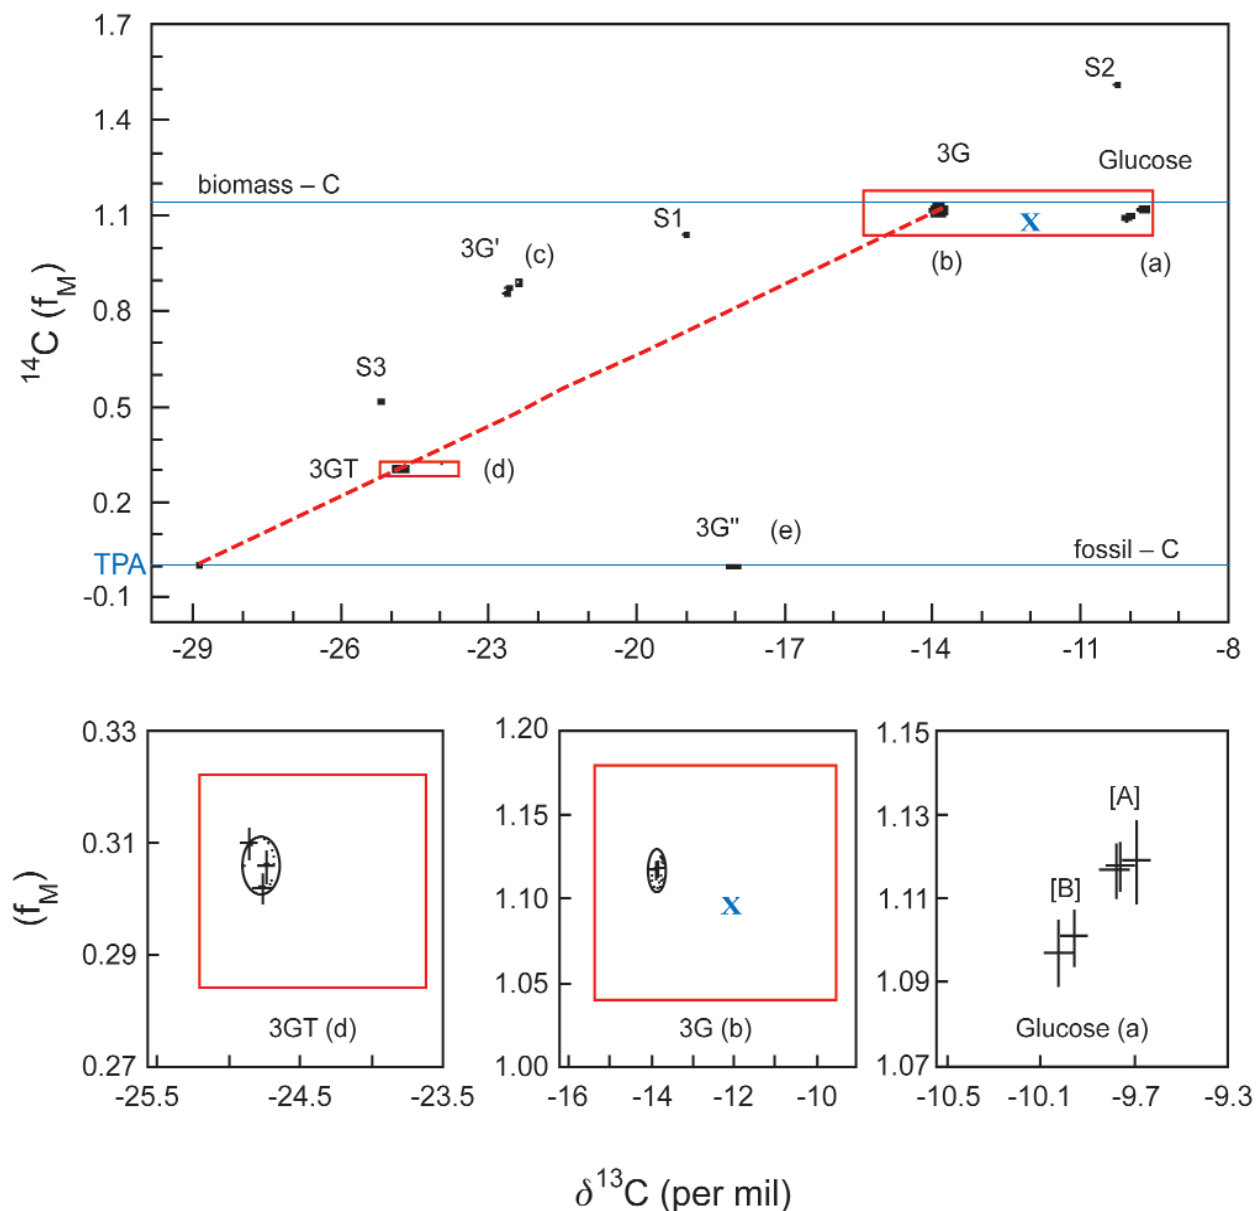 1.7
S2
1.4
3G
Glucose
biomass – C
1.1
S1
X
3G' (c)
(b)
(a)
¹⁴C (f_M)
0.8
S3
0.5
3GT
(d)
0.2
3G" (e)
TPA
fossil – C
-0.1
-29 -26 -23 -20 -17 -14 -11 -8
0.33
0.31
0.29
0.27
3GT (d)
-25.5 -24.5 -23.5
1.20
1.15
1.10
1.05
1.00
X
3G (b)
-16 -14 -12 -10
1.15
1.13
1.11
1.09
1.07
[A]
[B]
Glucose (a)
-10.5 -10.1 -9.7 -9.3
(f_M)
δ¹³C (per mil)